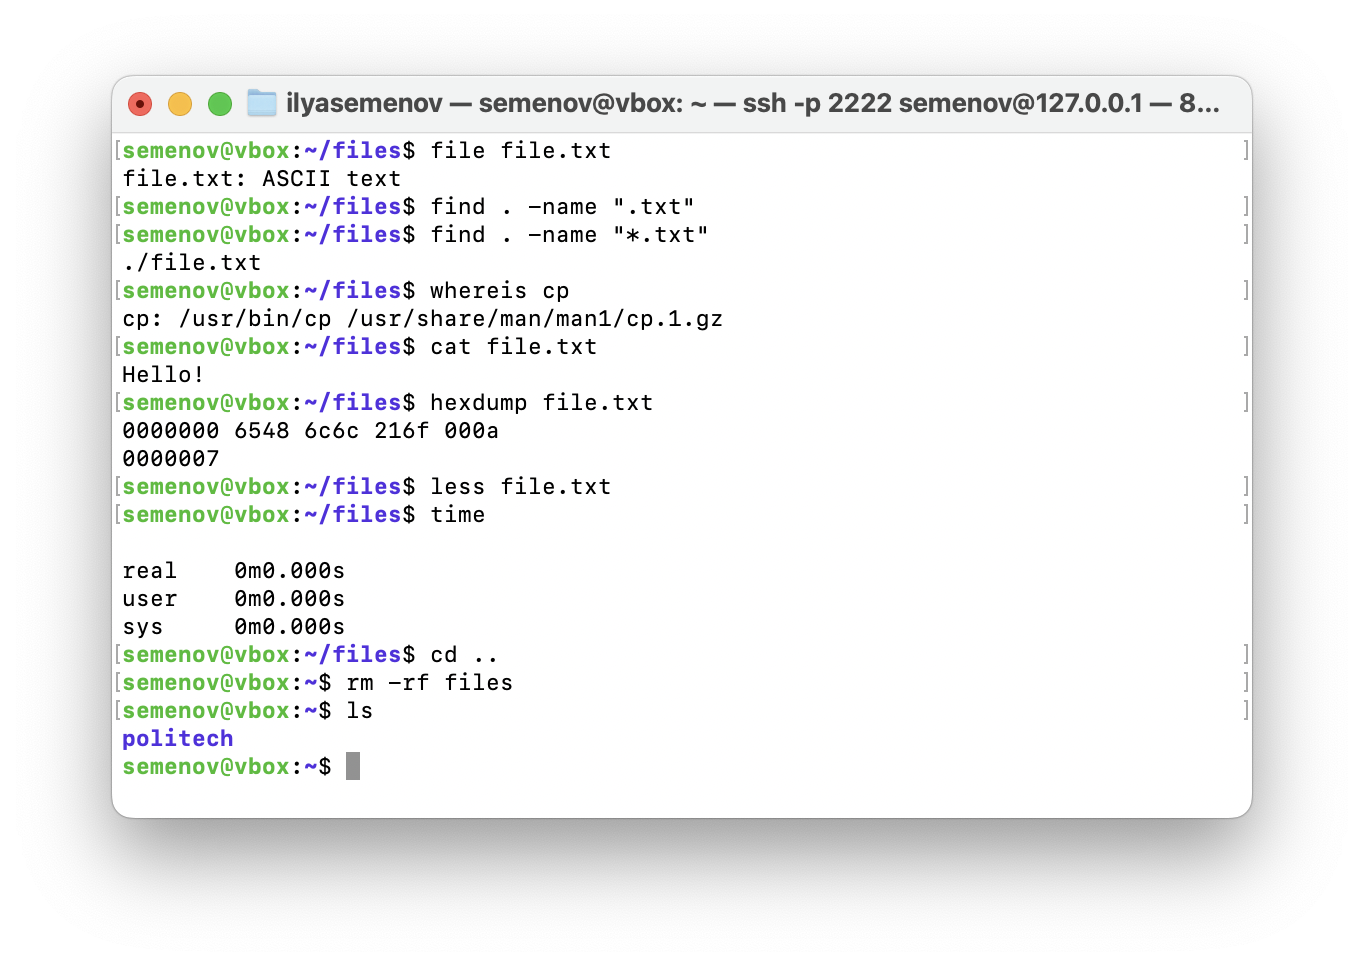 ilyasemenov — semenov@vbox: ~ — ssh -p 2222 semenov@127.0.0.1 — 8...
[semenov@vbox:~/files$ file file.txt ]
file.txt: ASCII text
[semenov@vbox:~/files$ find . -name ".txt" ]
[semenov@vbox:~/files$ find . -name "*.txt" ]
./file.txt
[semenov@vbox:~/files$ whereis cp ]
cp: /usr/bin/cp /usr/share/man/man1/cp.1.gz
[semenov@vbox:~/files$ cat file.txt ]
Hello!
[semenov@vbox:~/files$ hexdump file.txt ]
0000000 6548 6c6c 216f 000a
0000007
[semenov@vbox:~/files$ less file.txt ]
[semenov@vbox:~/files$ time ]
real 0m0.000s
user 0m0.000s
sys 0m0.000s
[semenov@vbox:~/files$ cd .. ]
[semenov@vbox:~$ rm -rf files ]
[semenov@vbox:~$ ls ]
politech
semenov@vbox:~$